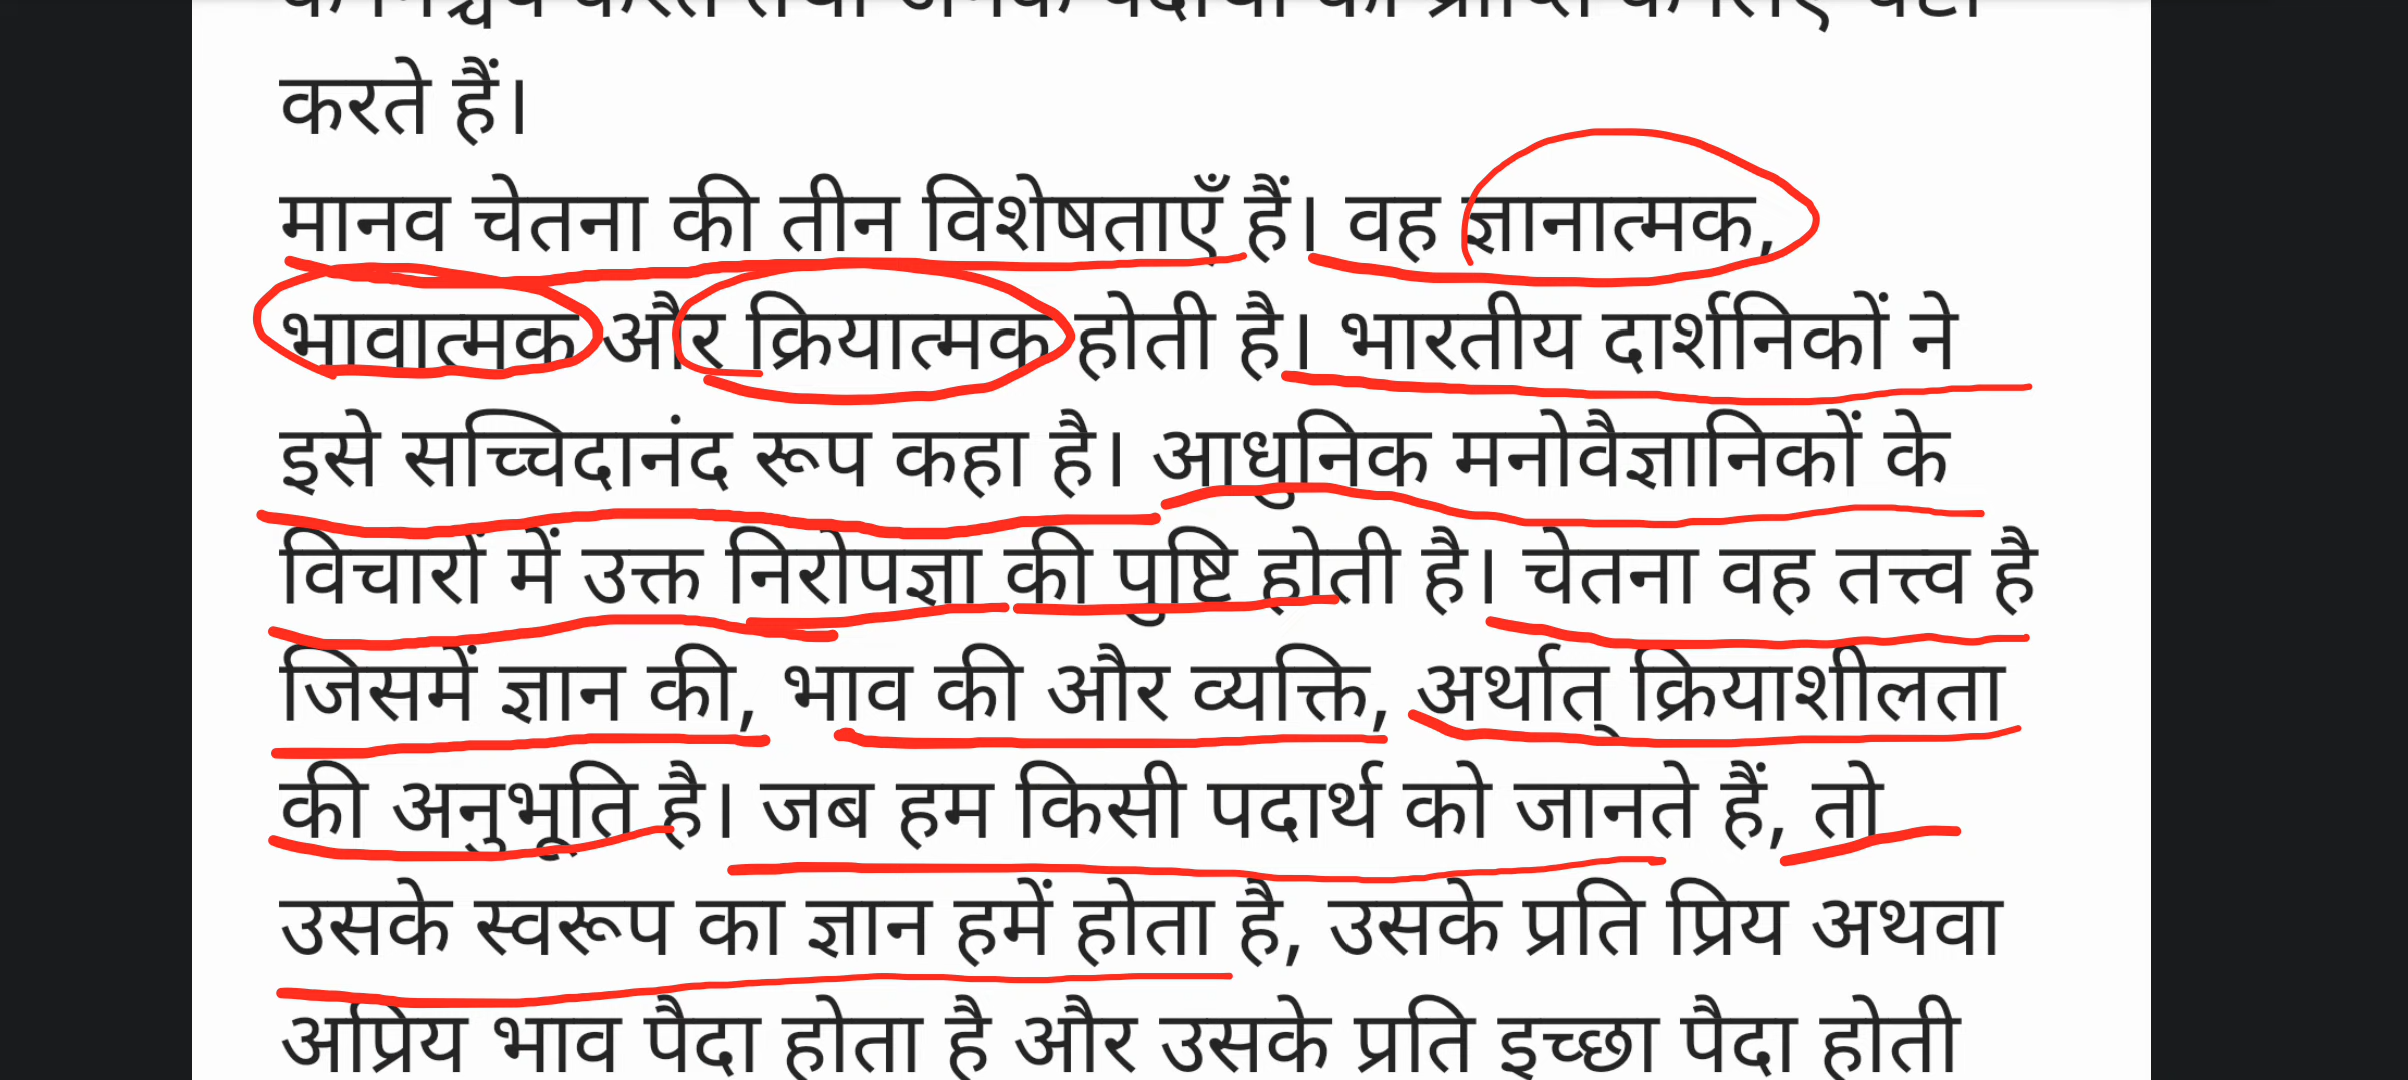 करते हैं।
मानव चेतना की तीन विशेषताएँ हैं। वह ज्ञानात्मक,
भावात्मक और क्रियात्मक होती है। भारतीय दार्शनिकों ने
इसे सच्चिदानंद रूप कहा है। आधुनिक मनोवैज्ञानिकों के
विचारों में उक्त निरोपज्ञा की पुष्टि होती है। चेतना वह तत्त्व है
जिसमें ज्ञान की, भाव की और व्यक्ति, अर्थात् क्रियाशीलता
की अनुभूति है। जब हम किसी पदार्थ को जानते हैं, तो
उसके स्वरूप का ज्ञान हमें होता है, उसके प्रति प्रिय अथवा
अप्रिय भाव पैदा होता है और उसके प्रति इच्छा पैदा होती